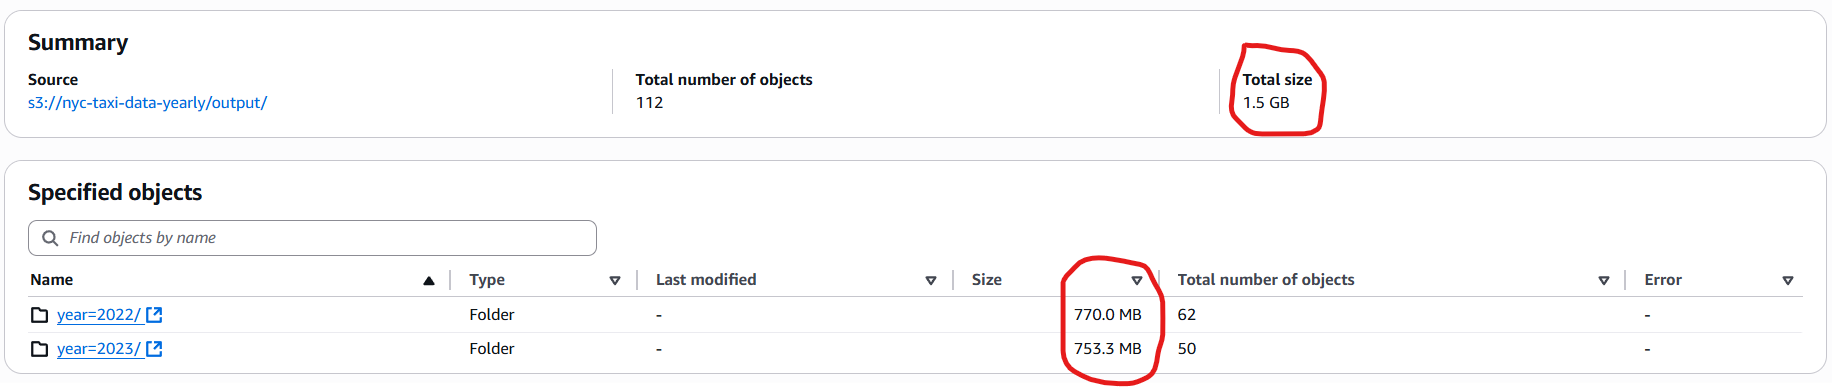 Summary
Source
s3://nyc-taxi-data-yearly/output/
Total number of objects
112
Total size
1.5 GB
Specified objects
Find objects by name
Name Type Last modified Size Total number of objects Error
year=2022/ Folder - 770.0 MB 62 -
year=2023/ Folder - 753.3 MB 50 -